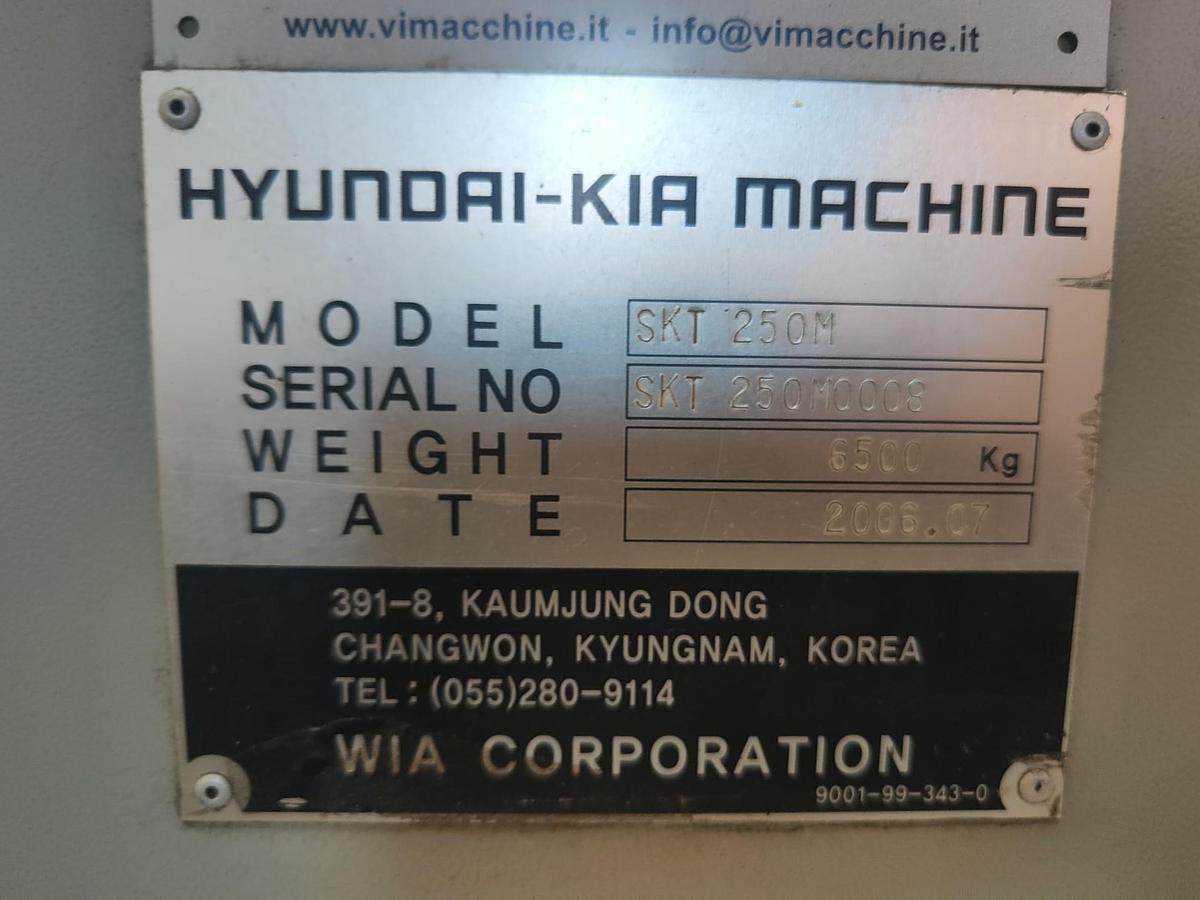 www.vimacchine.it - info@vimacchine.it
HYUNDAI-KIA MACHINE
MODEL SKT 250M
SERIAL NO SKT 250M0008
WEIGHT 6500 Kg
DATE 2006.07
391-8, KAUMJUNG DONG
CHANGWON, KYUNGNAM, KOREA
TEL : (055)280-9114
WIA CORPORATION
9001-99-343-0